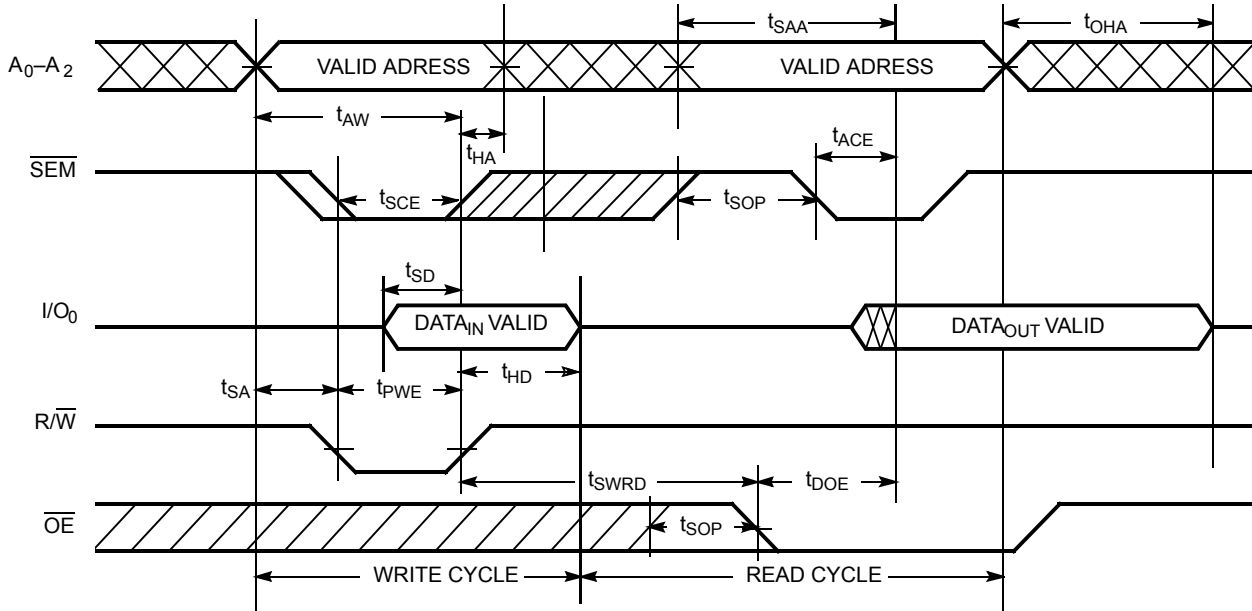 tSAA tOHA
A0–A2 VALID ADRESS VALID ADRESS
tAW
tHA tACE
SEM tSCE tSOP
tSD
I/O0 DATAIN VALID DATAOUT VALID
tSA tPWE tHD
R/W
tSWRD tDOE
OE tSOP
WRITE CYCLE READ CYCLE